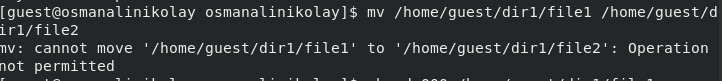 [guest@osmanalinikolay osmanalinikolay]$ mv /home/guest/dir1/file1 /home/guest/d
ir1/file2
mv: cannot move '/home/guest/dir1/file1' to '/home/guest/dir1/file2': Operation
not permitted